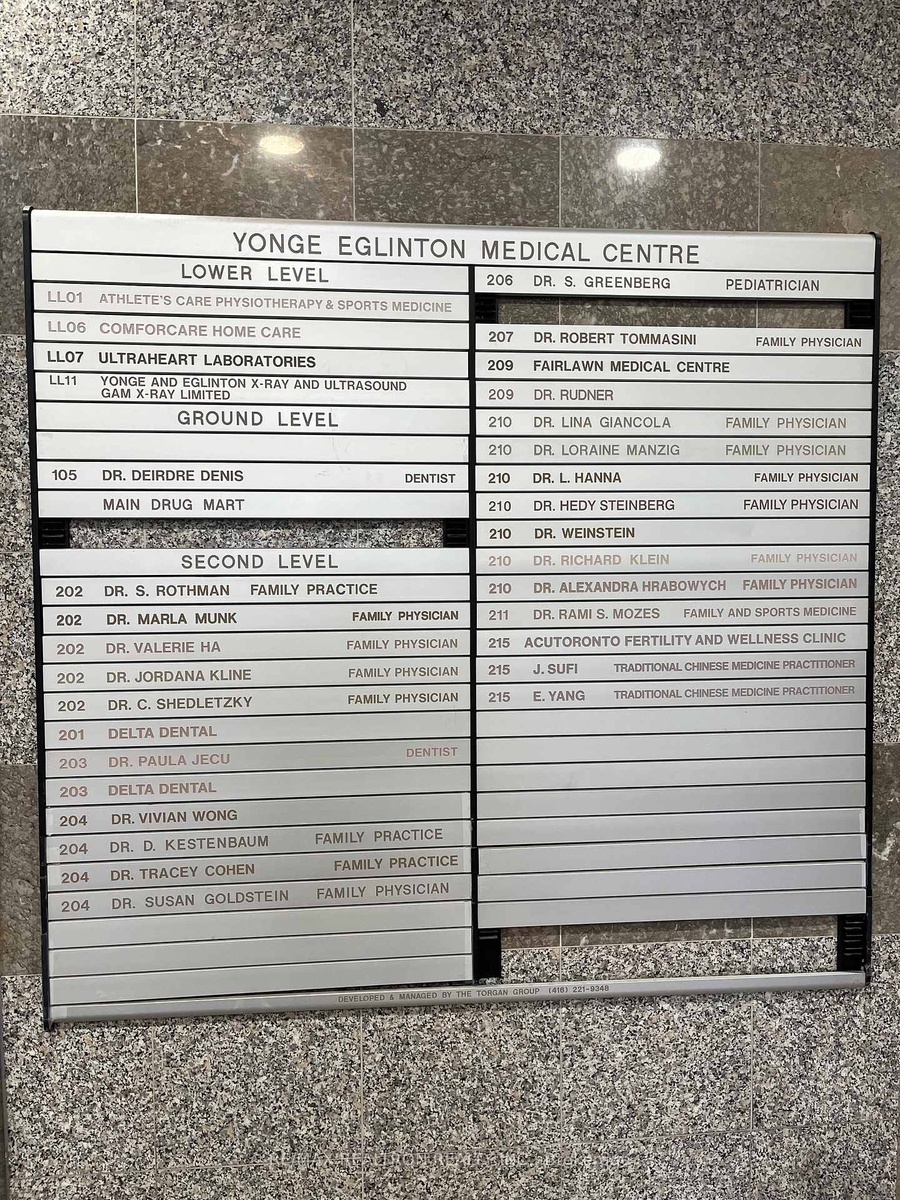 YONGE EGLINTON MEDICAL CENTRE
LOWER LEVEL
LL01 ATHLETE'S CARE PHYSIOTHERAPY & SPORTS MEDICINE
LL06 COMFORCARE HOME CARE
LL07 ULTRAHEART LABORATORIES
LL11 YONGE AND EGLINTON X-RAY AND ULTRASOUND
GAM X-RAY LIMITED
GROUND LEVEL
105 DR. DEIRDRE DENIS DENTIST
MAIN DRUG MART
SECOND LEVEL
202 DR. S. ROTHMAN FAMILY PRACTICE
202 DR. MARLA MUNK FAMILY PHYSICIAN
202 DR. VALERIE HA FAMILY PHYSICIAN
202 DR. JORDANA KLINE FAMILY PHYSICIAN
202 DR. C. SHEDLETZKY FAMILY PHYSICIAN
201 DELTA DENTAL
203 DR. PAULA JECU DENTIST
203 DELTA DENTAL
204 DR. VIVIAN WONG
204 DR. D. KESTENBAUM FAMILY PRACTICE
204 DR. TRACEY COHEN FAMILY PRACTICE
204 DR. SUSAN GOLDSTEIN FAMILY PHYSICIAN
206 DR. S. GREENBERG PEDIATRICIAN
207 DR. ROBERT TOMMASINI FAMILY PHYSICIAN
209 FAIRLAWN MEDICAL CENTRE
209 DR. RUDNER
210 DR. LINA GIANCOLA FAMILY PHYSICIAN
210 DR. LORAINE MANZIG FAMILY PHYSICIAN
210 DR. L. HANNA FAMILY PHYSICIAN
210 DR. HEDY STEINBERG FAMILY PHYSICIAN
210 DR. WEINSTEIN
210 DR. RICHARD KLEIN FAMILY PHYSICIAN
210 DR. ALEXANDRA HRABOWYCH FAMILY PHYSICIAN
211 DR. RAMI S. MOZES FAMILY AND SPORTS MEDICINE
215 ACUTORONTO FERTILITY AND WELLNESS CLINIC
215 J. SUFI TRADITIONAL CHINESE MEDICINE PRACTITIONER
215 E. YANG TRADITIONAL CHINESE MEDICINE PRACTITIONER
DEVELOPED & MANAGED BY THE TORGAN GROUP (416) 221-9348